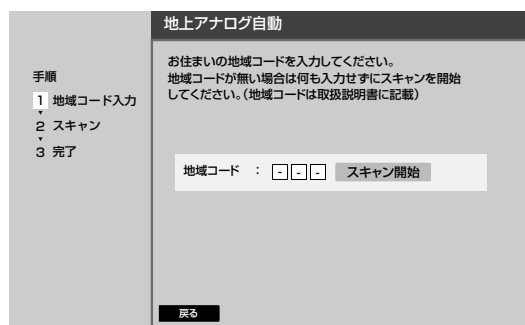 地上アナログ自動
お住まいの地域コードを入力してください。
地域コードが無い場合は何も入力せずにスキャンを開始
してください。(地域コードは取扱説明書に記載)
手順
1 地域コード入力
2 スキャン
3 完了
地域コード : - - - スキャン開始
戻る